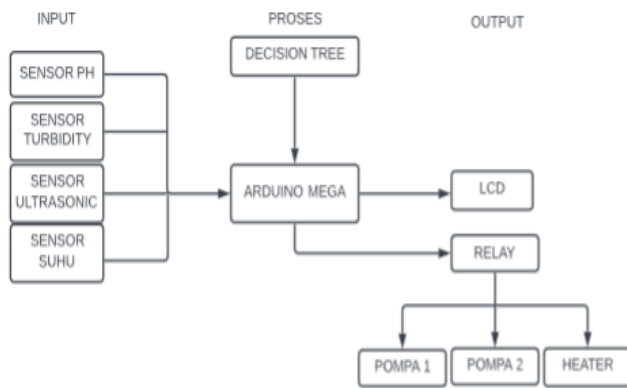 INPUT
PROSES
OUTPUT
SENSOR PH
SENSOR
TURBIDITY
SENSOR
ULTRASONIC
SENSOR
SUHU
DECISION TREE
ARDUINO MEGA
LCD
RELAY
POMPA 1
POMPA 2
HEATER